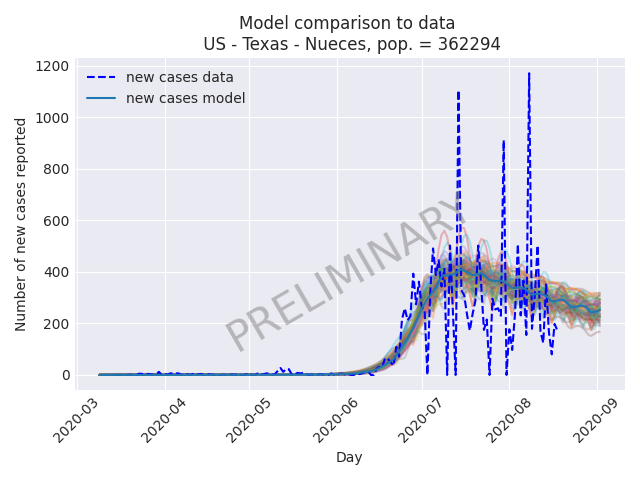 Model comparison to data
US - Texas - Nueces, pop. = 362294
new cases data
new cases model
PRELIMINARY
Number of new cases reported
1200
1000
800
600
400
200
0
2020-03
2020-04
2020-05
2020-06
2020-07
2020-08
2020-09
Day